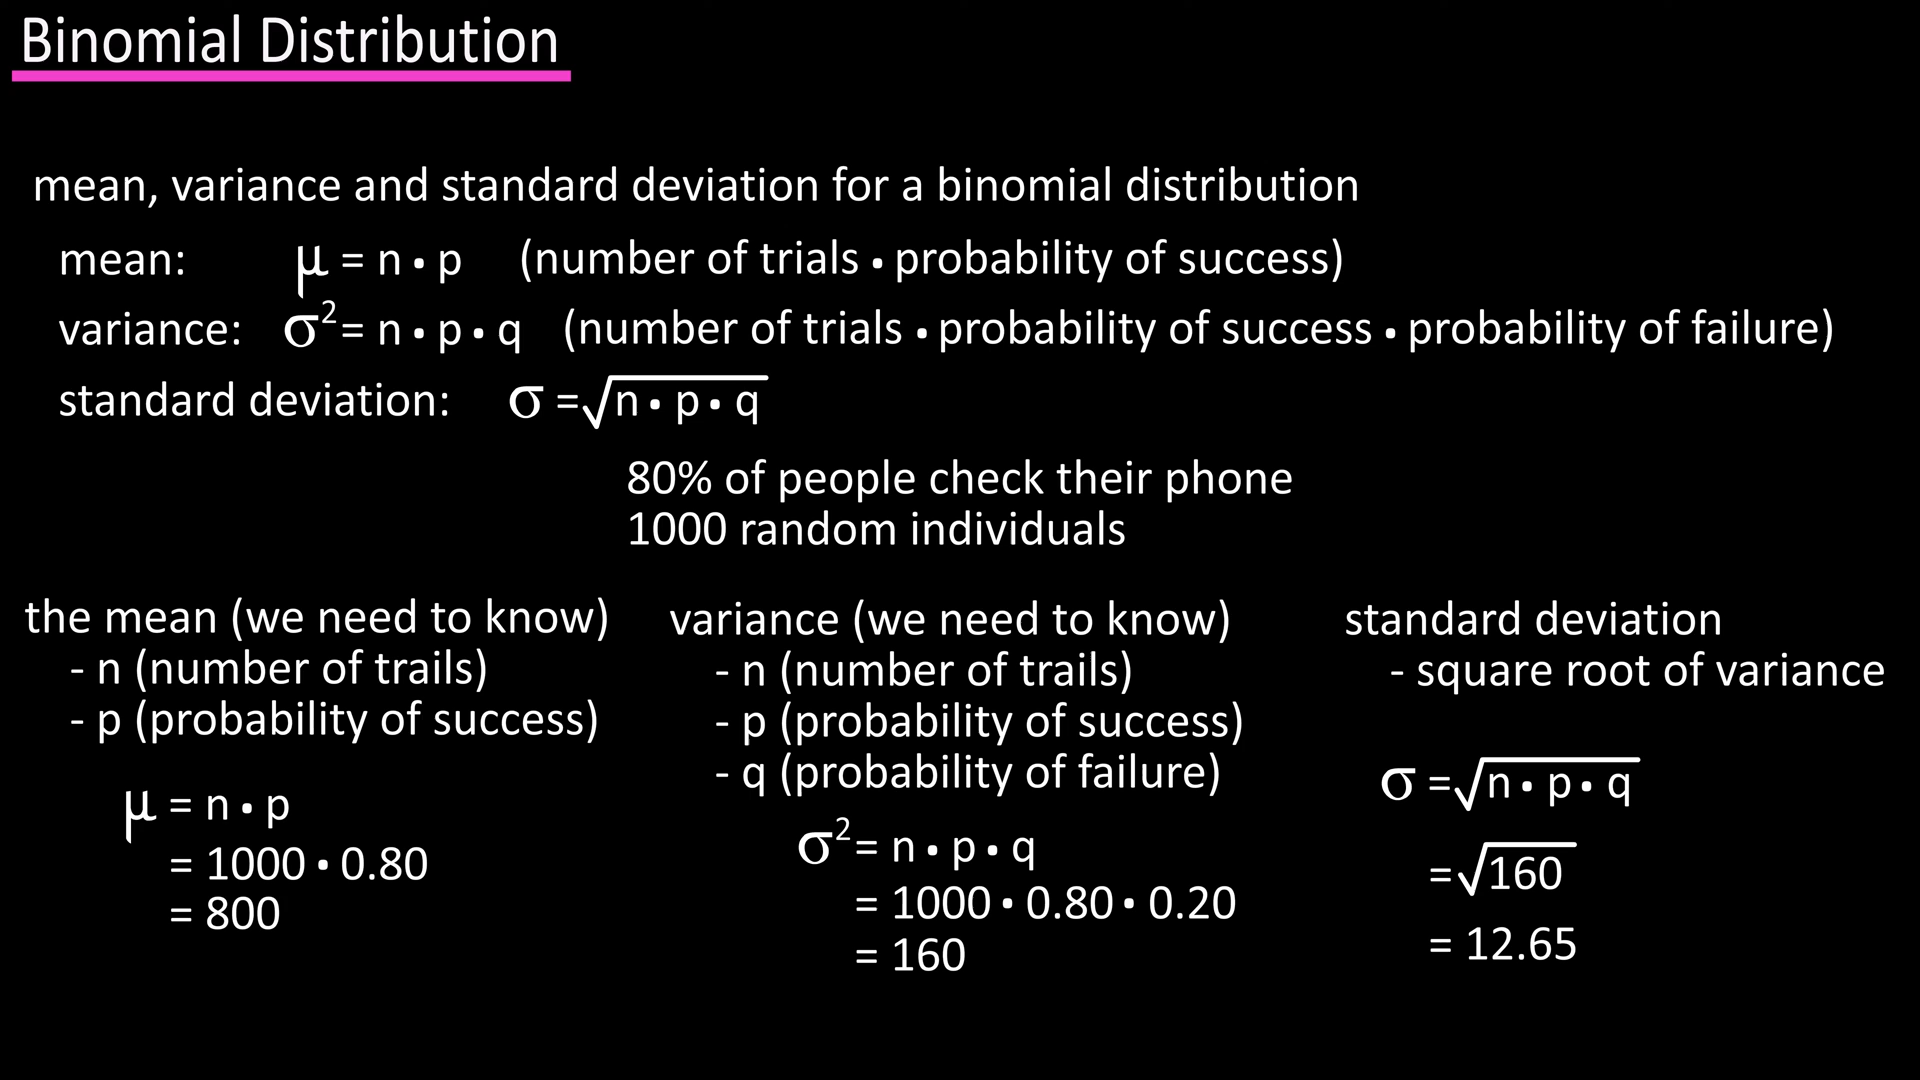 Binomial Distribution
mean, variance and standard deviation for a binomial distribution
mean: μ = n • p (number of trials • probability of success)
variance: σ² = n • p • q (number of trials • probability of success • probability of failure)
standard deviation: σ = √n • p • q
80% of people check their phone
1000 random individuals
the mean (we need to know)
- n (number of trails)
- p (probability of success)
μ = n • p
= 1000 • 0.80
= 800
variance (we need to know)
- n (number of trails)
- p (probability of success)
- q (probability of failure)
σ² = n • p • q
= 1000 • 0.80 • 0.20
= 160
standard deviation
- square root of variance
σ = √n • p • q
= √160
= 12.65